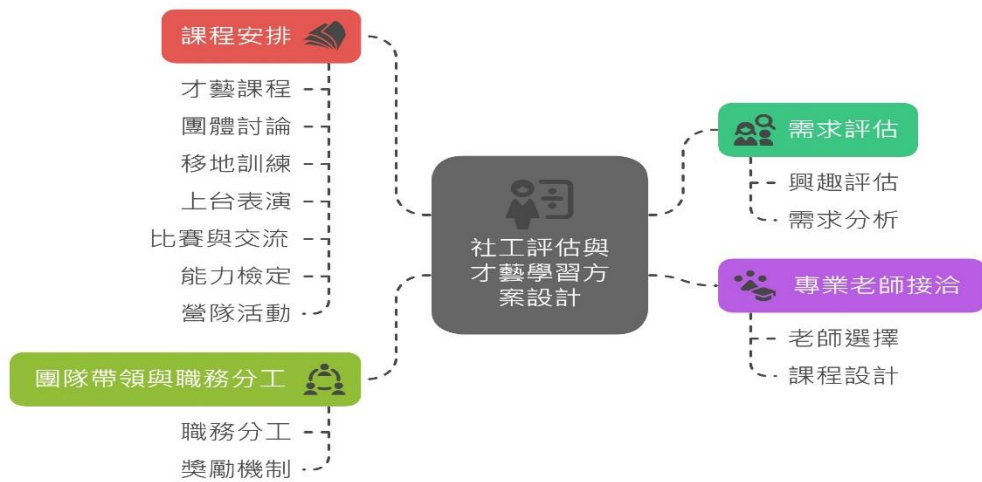 課程安排
才藝課程
團體討論
移地訓練
上台表演
比賽與交流
能力檢定
營隊活動
團隊帶領與職務分工
職務分工
獎勵機制
社工評估與
才藝學習方
案設計
需求評估
興趣評估
需求分析
專業老師接洽
老師選擇
課程設計